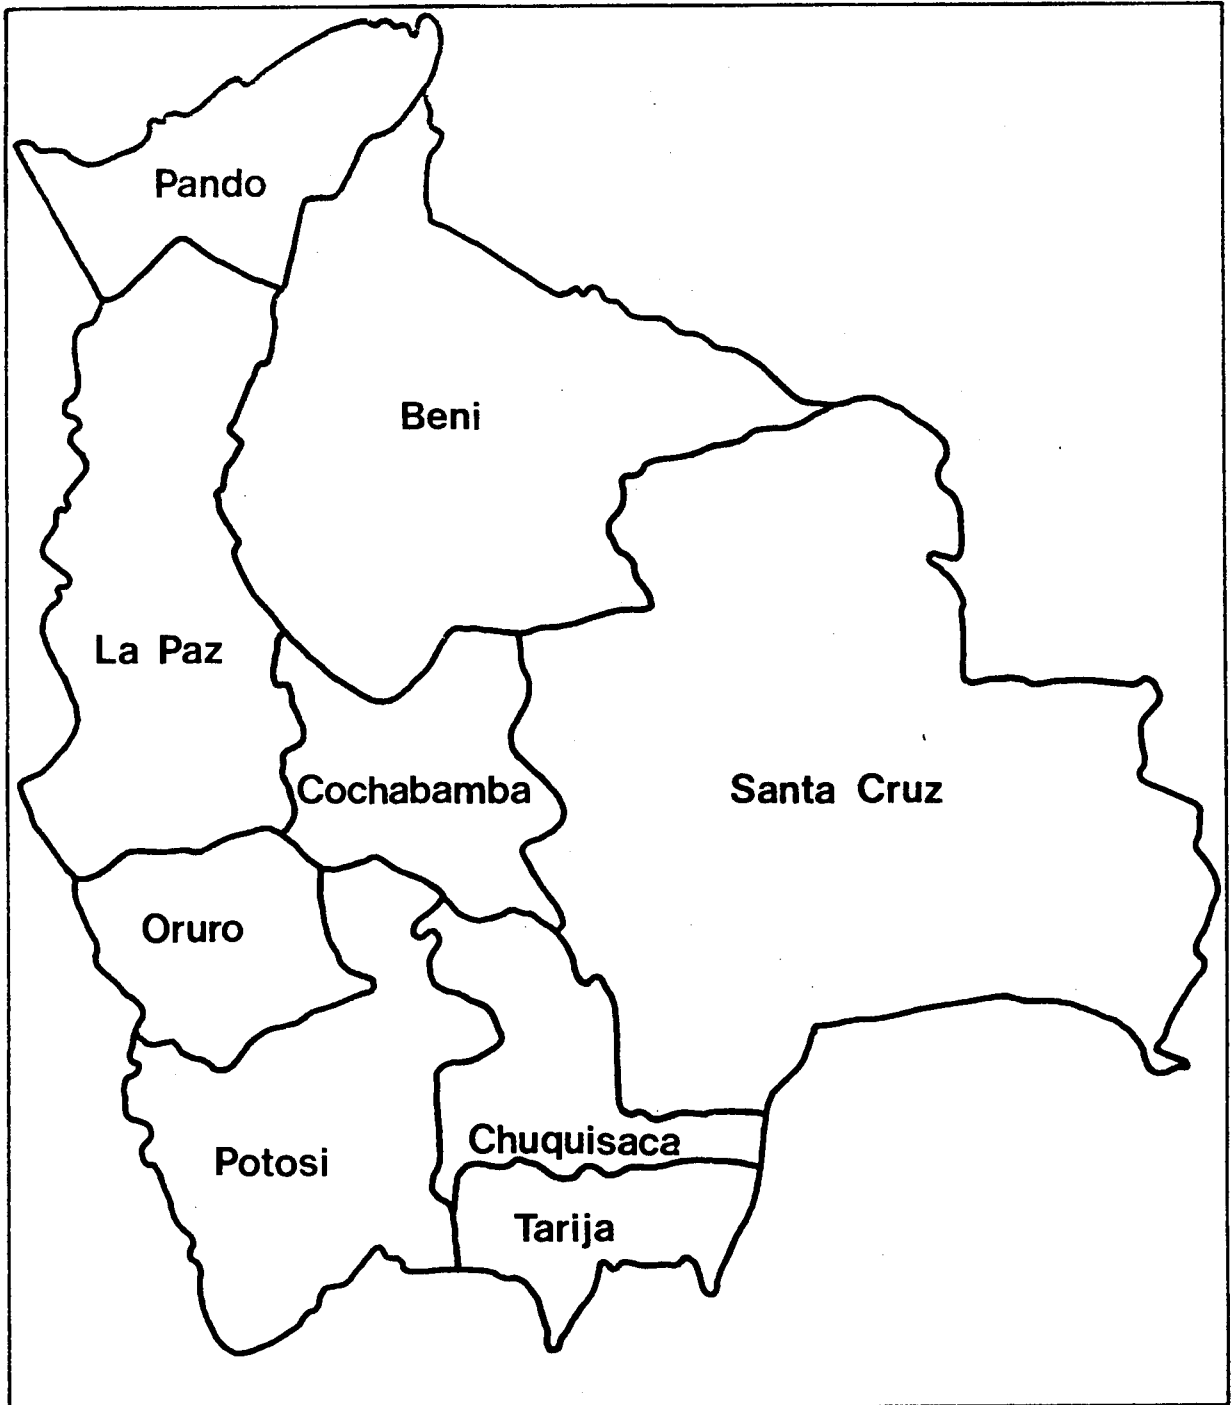 Pando
Beni
La Paz
Cochabamba
Santa Cruz
Oruro
Chuquisaca
Potosi
Tarija